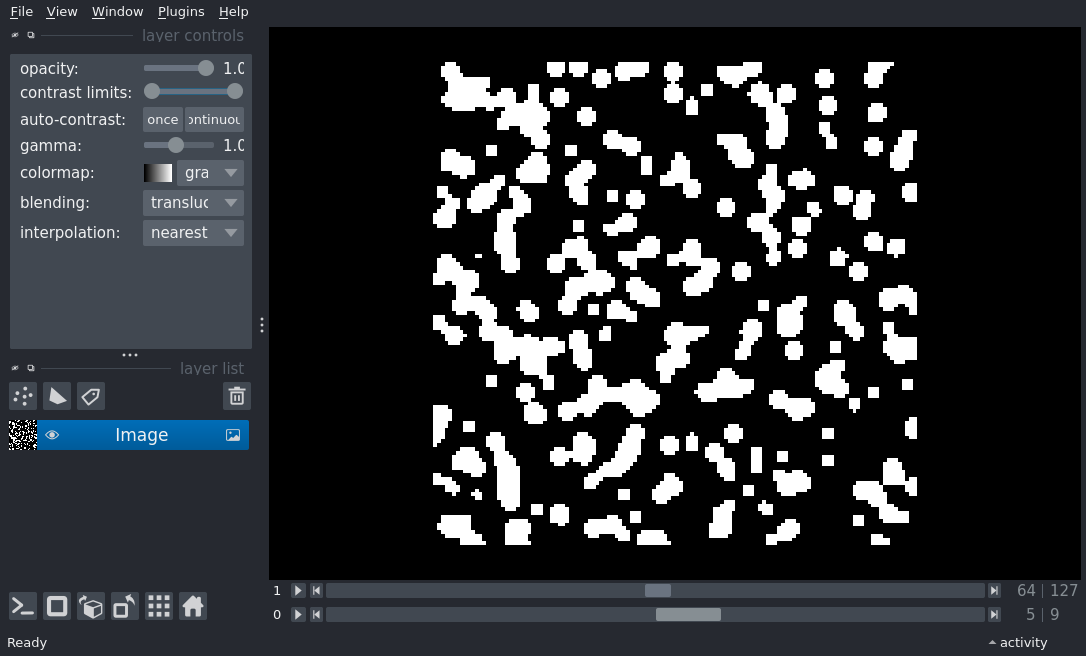 File View Window Plugins Help
layer controls
opacity: 1.0
contrast limits:
auto-contrast: once ontinuou
gamma: 1.0
colormap: gra
blending: transluc
interpolation: nearest
layer list
Image
1 64 127
0 5 9
Ready activity